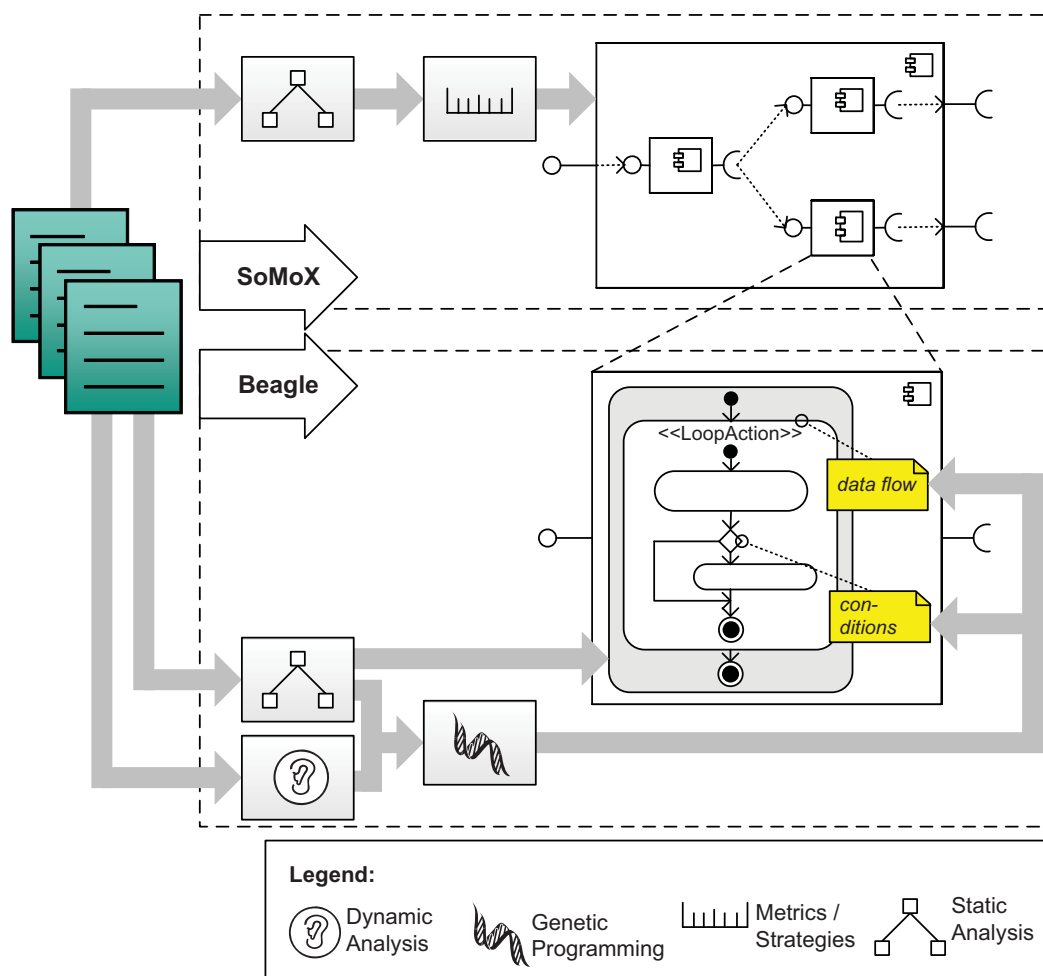 SoMoX
Beagle
<<LoopAction>>
data flow
con-
ditions
Legend:
Dynamic
Analysis
Genetic
Programming
Metrics /
Strategies
Static
Analysis